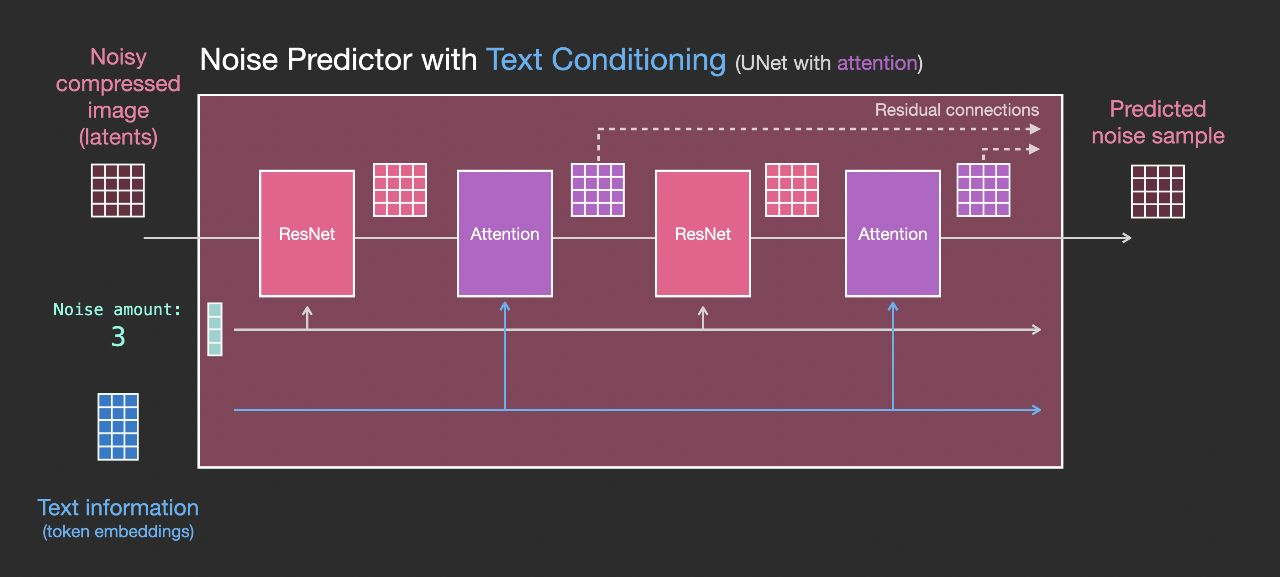 Noise Predictor with Text Conditioning (UNet with attention)
Noisy
compressed
image
(latents)
Residual connections
Predicted
noise sample
ResNet
Attention
ResNet
Attention
Noise amount:
3
Text information
(token embeddings)